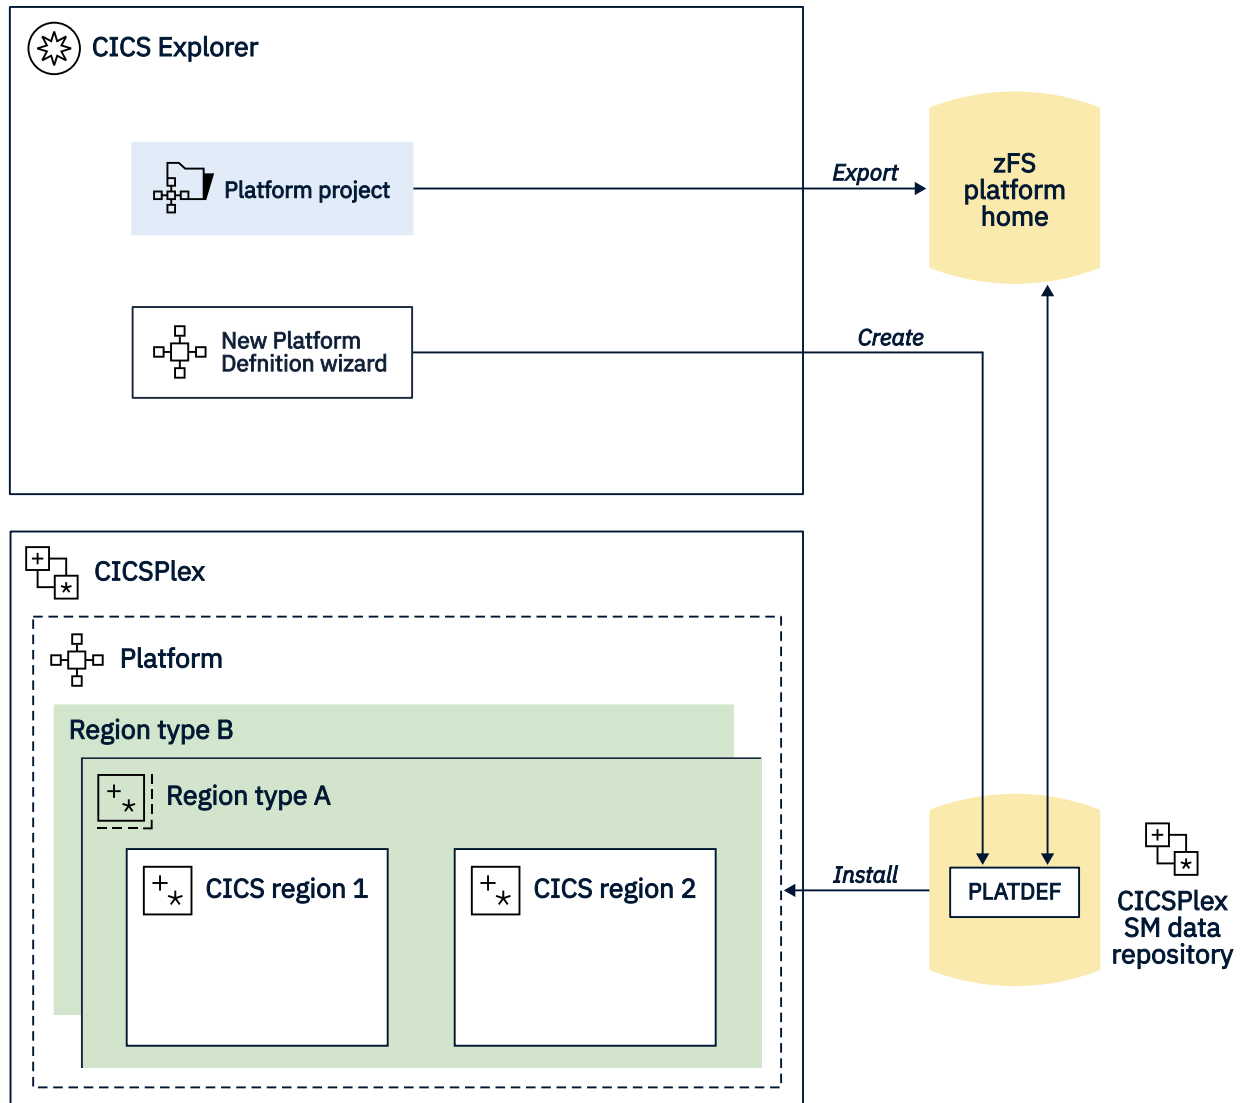 CICS Explorer
Platform project
Export
zFS
platform
home
New Platform
Defnition wizard
Create
CICSPlex
Platform
Region type B
Region type A
CICS region 1
CICS region 2
Install
PLATDEF
CICSPlex
SM data
repository